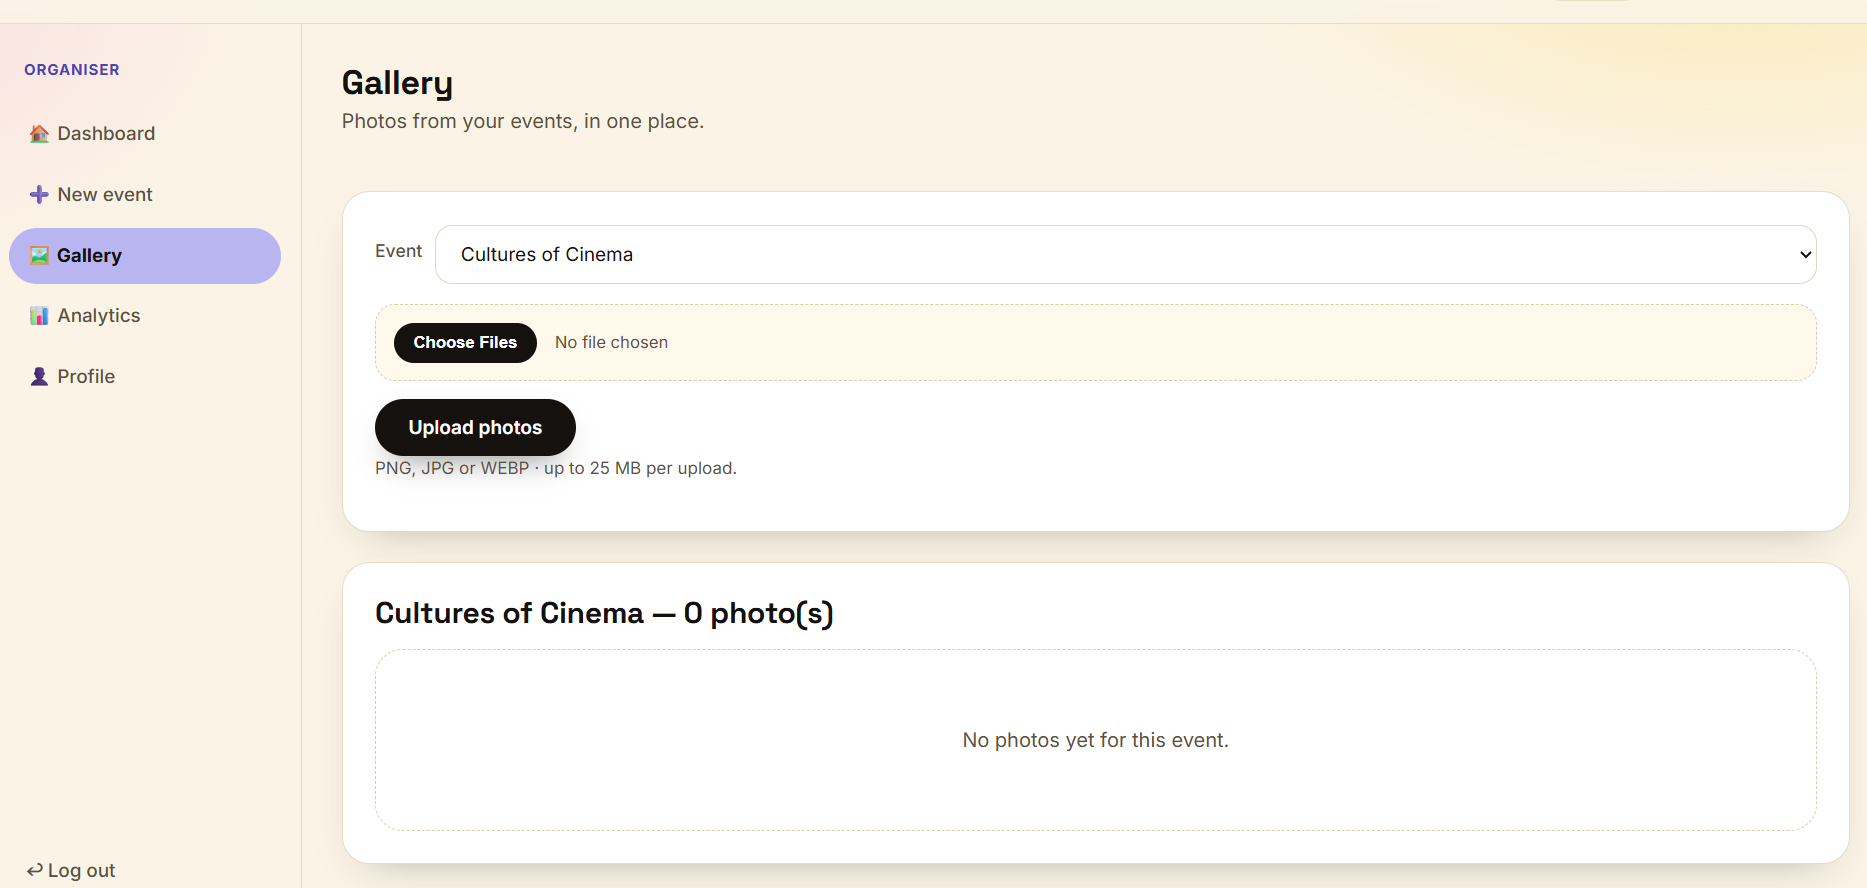 ORGANISER
Dashboard
New event
Gallery
Analytics
Profile
Log out
Gallery
Photos from your events, in one place.
Event Cultures of Cinema
Choose Files No file chosen
Upload photos
PNG, JPG or WEBP · up to 25 MB per upload.
Cultures of Cinema — 0 photo(s)
No photos yet for this event.